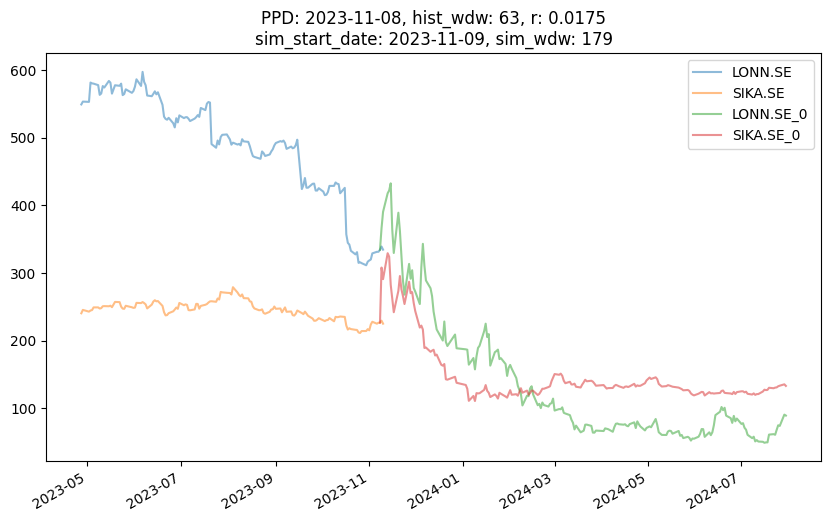 PPD: 2023-11-08, hist_wdw: 63, r: 0.0175
sim_start_date: 2023-11-09, sim_wdw: 179
LONN.SE
SIKA.SE
LONN.SE_0
SIKA.SE_0
600
500
400
300
200
100
2023-05
2023-07
2023-09
2023-11
2024-01
2024-03
2024-05
2024-07